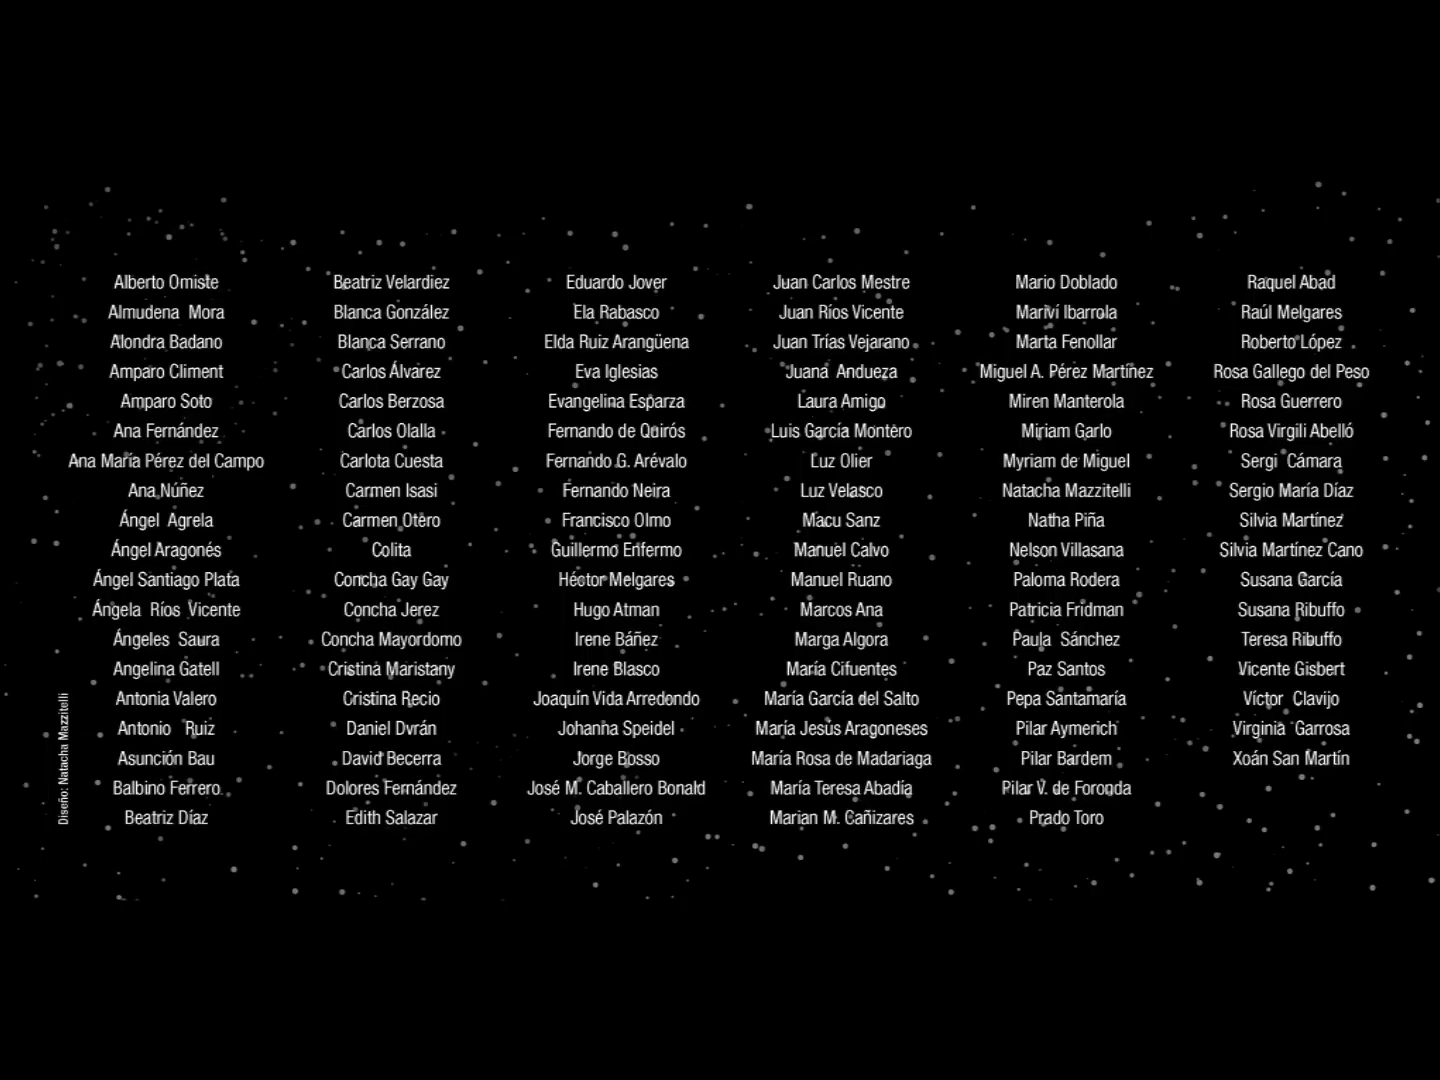 Alberto Omiste
Almudena Mora
Alondra Badano
Amparo Climent
Amparo Soto
Ana Fernández
Ana María Pérez del Campo
Ana Núñez
Ángel Agrela
Ángel Aragonés
Ángel Santiago Plata
Ángela Ríos Vicente
Ángeles Saura
Angelina Gatell
Antonia Valero
Antonio Ruiz
Asunción Bau
Balbino Ferrero
Beatriz Díaz
Beatriz Velardiez
Blanca González
Blanca Serrano
Carlos Álvarez
Carlos Berzosa
Carlos Olalla
Carlota Cuesta
Carmen Isasi
Carmen Otero
Colita
Concha Gay Gay
Concha Jerez
Concha Mayordomo
Cristina Maristany
Cristina Recio
Daniel Dvrán
David Becerra
Dolores Fernández
Edith Salazar
Eduardo Jover
Ela Rabasco
Elda Ruiz Arangüena
Eva Iglesias
Evangelina Esparza
Fernando de Quirós
Fernando G. Arévalo
Fernando Neira
Francisco Olmo
Guillermo Enfermo
Héctor Melgares
Hugo Atman
Irene Báñez
Irene Blasco
Joaquín Vida Arredondo
Johanna Speidel
Jorge Bosso
José M. Caballero Bonald
José Palazón
Juan Carlos Mestre
Juan Ríos Vicente
Juan Trías Vejarano
Juana Andueza
Laura Amigo
Luis García Montero
Luz Olier
Luz Velasco
Macu Sanz
Manuel Calvo
Manuel Ruano
Marcos Ana
Marga Algora
María Cifuentes
María García del Salto
María Jesús Aragoneses
María Rosa de Madariaga
María Teresa Abadía
Marian M. Cañizares
Mario Doblado
Mariví Ibarrola
Marta Fenollar
Miguel A. Pérez Martíñez
Miren Manterola
Miriam Garlo
Myriam de Miguel
Natacha Mazzitelli
Natha Piña
Nelson Villasana
Paloma Rodera
Patricia Fridman
Paula Sánchez
Paz Santos
Pepa Santamaría
Pilar Aymerich
Pilar Bardem
Pilar V. de Foronda
Prado Toro
Raquel Abad
Raúl Melgares
Roberto López
Rosa Gallego del Peso
Rosa Guerrero
Rosa Virgili Abelló
Sergi Cámara
Sergio María Díaz
Silvia Martínez
Silvia Martínez Cano
Susana García
Susana Ribuffo
Teresa Ribuffo
Vicente Gisbert
Víctor Clavijo
Virginia Garrosa
Xoán San Martín
Diseño: Natacha Mazzitelli